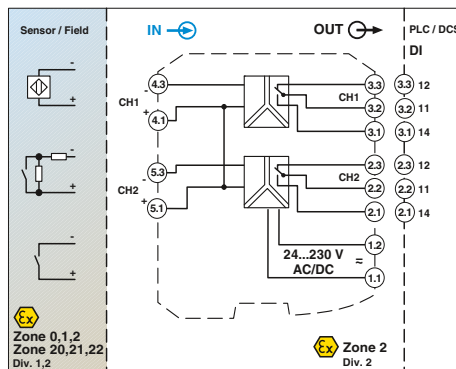 Sensor / Field
IN
OUT
PLC / DCS
DI
-
+
-
+
-
+
4.3
-
CH1
+
4.1
5.3
-
CH2
+
5.1
3.3
CH1
3.2
3.1
2.3
CH2
2.2
2.1
1.2
24...230 V
AC/DC
≈
1.1
3.3 12
3.2 11
3.1 14
2.3 12
2.2 11
2.1 14
Ex
Zone 0,1,2
Zone 20,21,22
Div. 1,2
Ex
Zone 2
Div. 2